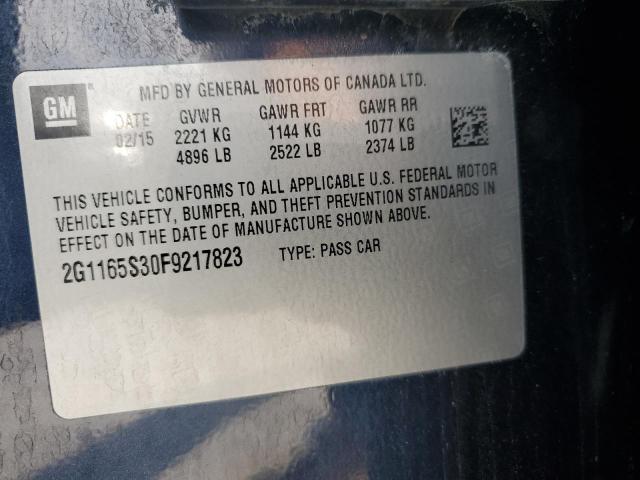 GM
MFD BY GENERAL MOTORS OF CANADA LTD.
DATE GVWR GAWR FRT GAWR RR
02/15 2221 KG 1144 KG 1077 KG
4896 LB 2522 LB 2374 LB
THIS VEHICLE CONFORMS TO ALL APPLICABLE U.S. FEDERAL MOTOR
VEHICLE SAFETY, BUMPER, AND THEFT PREVENTION STANDARDS IN
EFFECT ON THE DATE OF MANUFACTURE SHOWN ABOVE.
2G1165S30F9217823 TYPE: PASS CAR